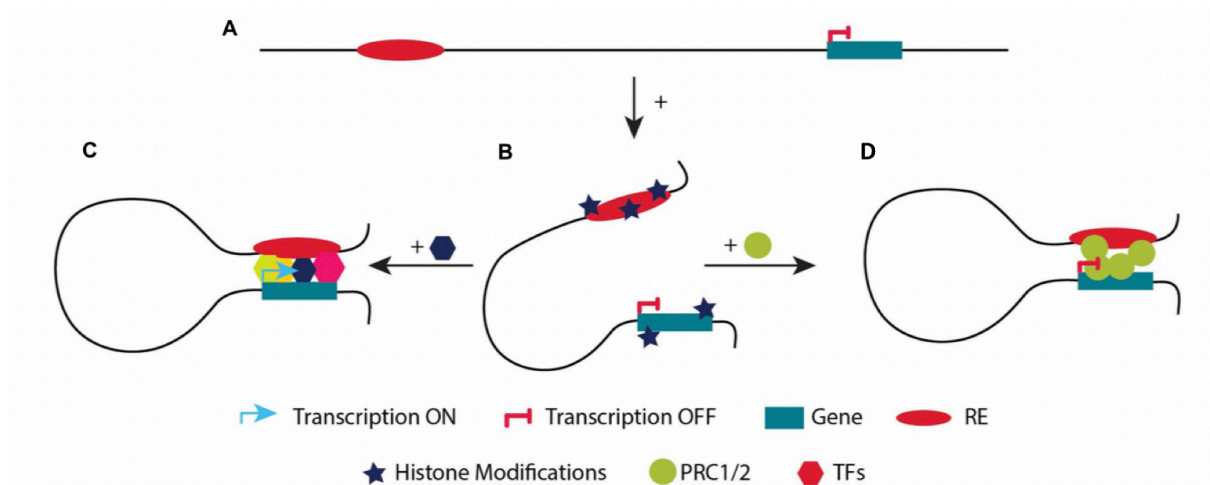 A
+
C
B
D
+
+
Transcription ON
Transcription OFF
Gene
RE
Histone Modifications
PRC1/2
TFs